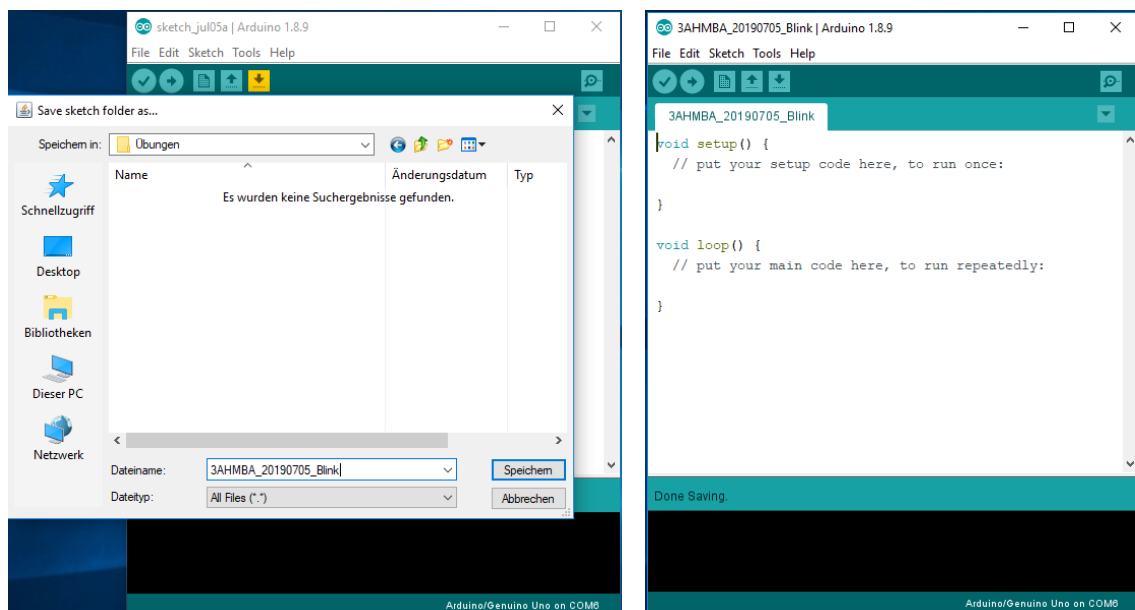 sketch_jul05a | Arduino 1.8.9
File Edit Sketch Tools Help
Save sketch folder as...
Speichern in:
Übungen
Name
Änderungsdatum
Typ
Es wurden keine Suchergebnisse gefunden.
Schnellzugriff
Desktop
Bibliotheken
Dieser PC
Netzwerk
Dateiname:
3AHMBA_20190705_Blink
Speichern
Dateityp:
All Files (*.*)
Abbrechen
Arduino/Genuino Uno on COM6
3AHMBA_20190705_Blink | Arduino 1.8.9
File Edit Sketch Tools Help
3AHMBA_20190705_Blink
void setup() {
// put your setup code here, to run once:
}
void loop() {
// put your main code here, to run repeatedly:
}
Done Saving.
Arduino/Genuino Uno on COM6